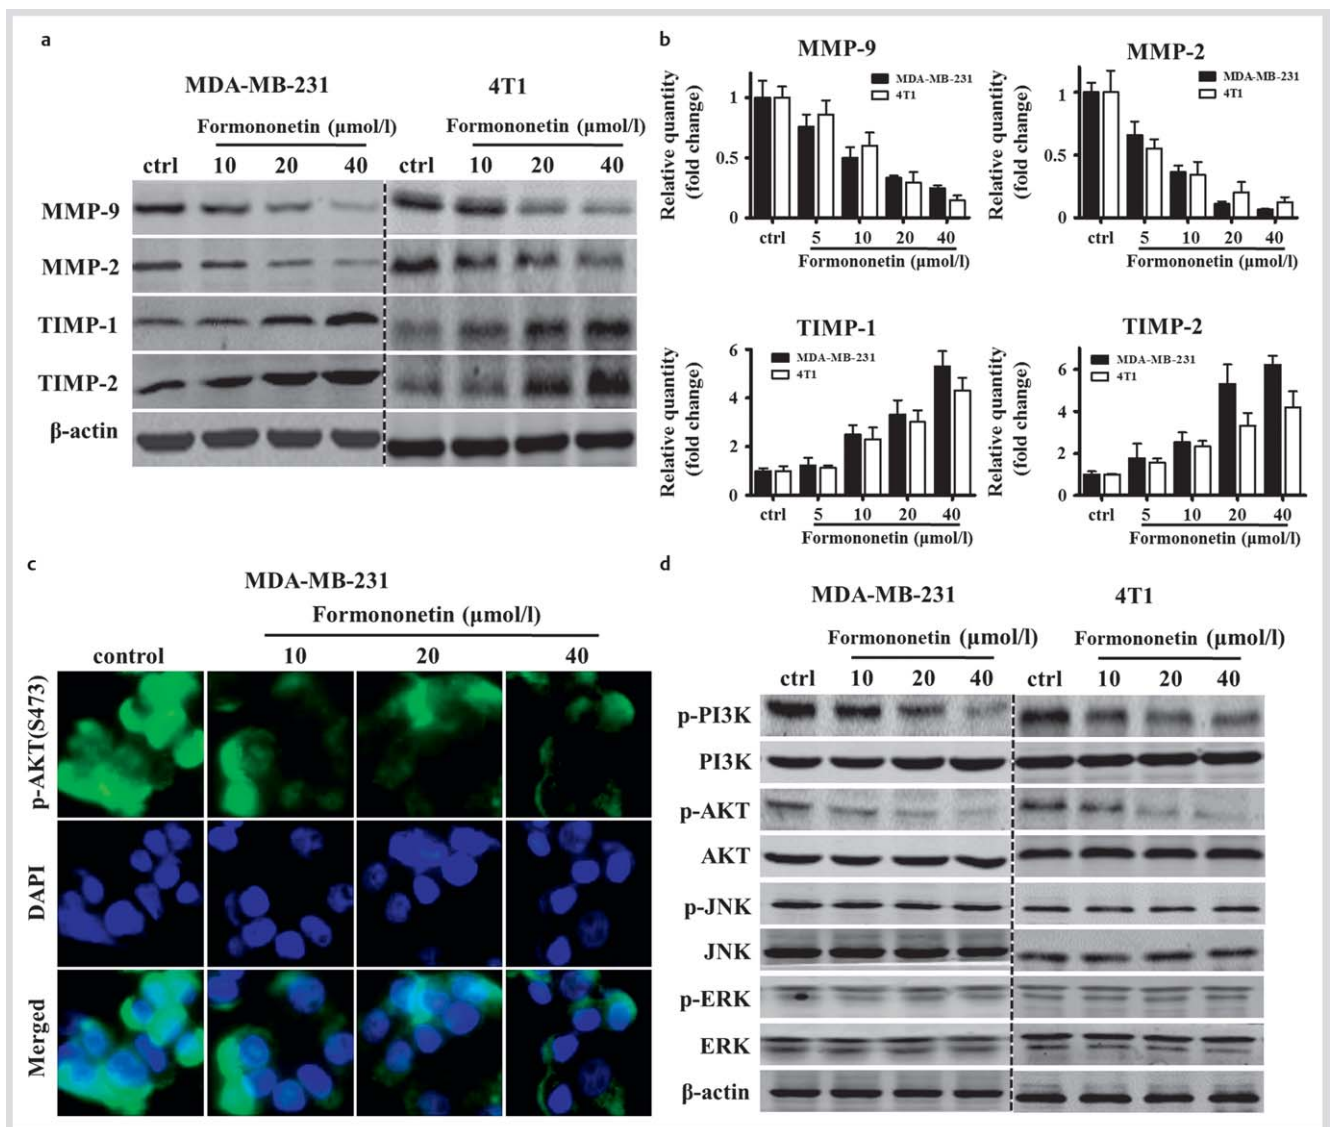 a
MDA-MB-231 4T1
Formononetin (μmol/l) Formononetin (μmol/l)
ctrl 10 20 40 ctrl 10 20 40
MMP-9
MMP-2
TIMP-1
TIMP-2
β-actin
b
MMP-9
Relative quantity
(fold change)
MDA-MB-231
4T1
1
0.5
0
ctrl 5 10 20 40
Formononetin (μmol/l)
MMP-2
Relative quantity
(fold change)
MDA-MB-231
4T1
1
0.5
0
ctrl 5 10 20 40
Formononetin (μmol/l)
TIMP-1
Relative quantity
(fold change)
MDA-MB-231
4T1
6
4
2
0
ctrl 5 10 20 40
Formononetin (μmol/l)
TIMP-2
Relative quantity
(fold change)
MDA-MB-231
4T1
6
4
2
0
ctrl 5 10 20 40
Formononetin (μmol/l)
c
MDA-MB-231
Formononetin (μmol/l)
control 10 20 40
p-AKT(S473)
DAPI
Merged
d
MDA-MB-231 4T1
Formononetin (μmol/l) Formononetin (μmol/l)
ctrl 10 20 40 ctrl 10 20 40
p-PI3K
PI3K
p-AKT
AKT
p-JNK
JNK
p-ERK
ERK
β-actin